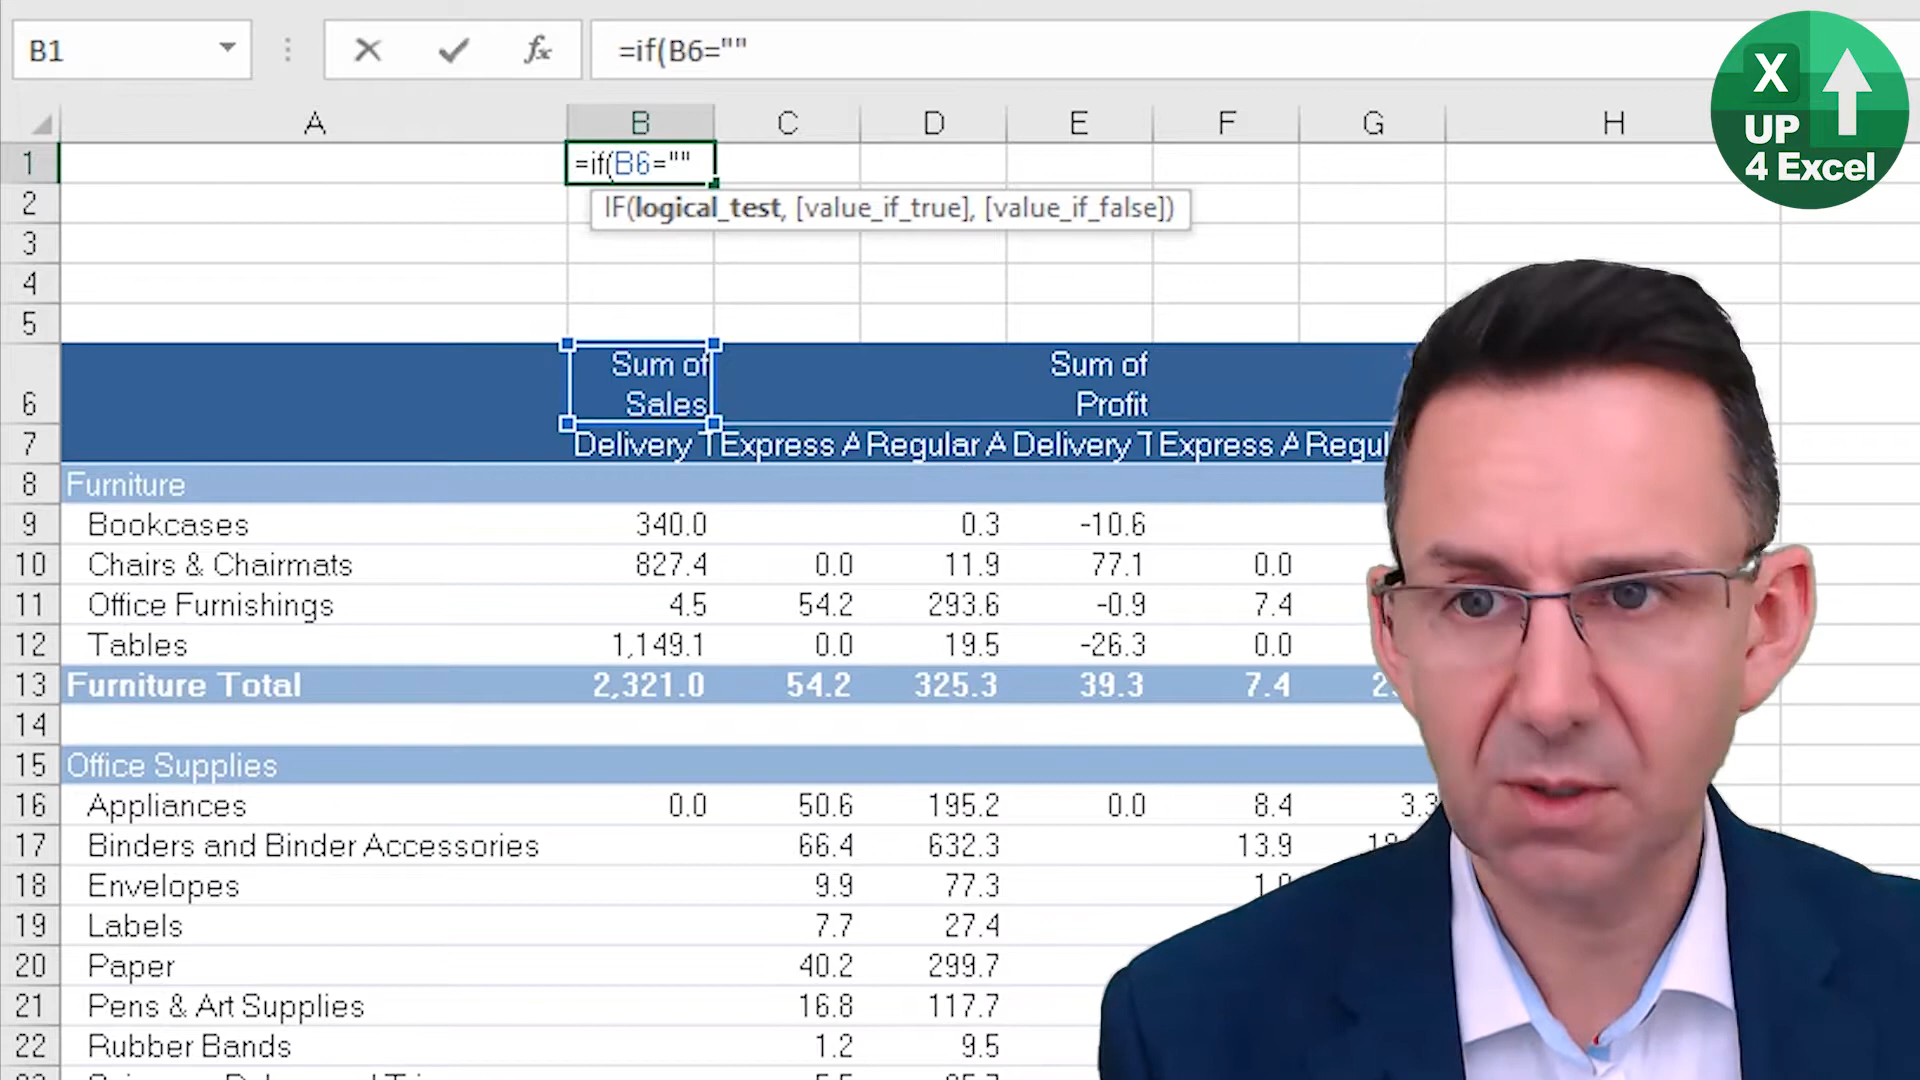 B1 fx =if(B6=""
X
UP
4 Excel
A B C D E F G H
1 =if(B6=""
IF(logical_test, [value_if_true], [value_if_false])
2
3
4
5
Sum of Sum of
6 Sales Profit
7 Delivery T Express A Regular A Delivery T Express A Regul
8 Furniture
9 Bookcases 340.0 0.3 -10.6
10 Chairs & Chairmats 827.4 0.0 11.9 77.1 0.0
11 Office Furnishings 4.5 54.2 293.6 -0.9 7.4
12 Tables 1,149.1 0.0 19.5 -26.3 0.0
13 Furniture Total 2,321.0 54.2 325.3 39.3 7.4
14
15 Office Supplies
16 Appliances 0.0 50.6 195.2 0.0 8.4 3.3
17 Binders and Binder Accessories 66.4 632.3 13.9
18 Envelopes 9.9 77.3
19 Labels 7.7 27.4
20 Paper 40.2 299.7
21 Pens & Art Supplies 16.8 117.7
22 Rubber Bands 1.2 9.5